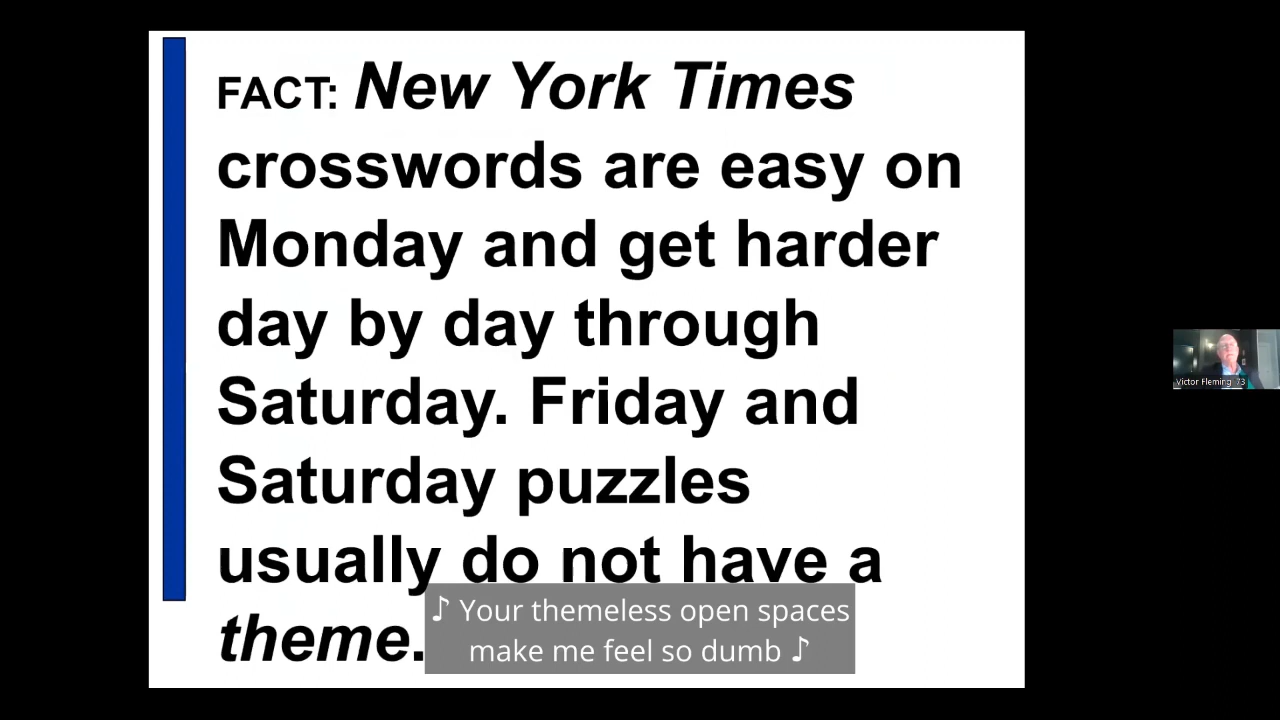 FACT: New York Times
crosswords are easy on
Monday and get harder
day by day through
Saturday. Friday and
Saturday puzzles
usually do not have a
theme.
♪ Your themeless open spaces
make me feel so dumb ♪
Victor Fleming '73